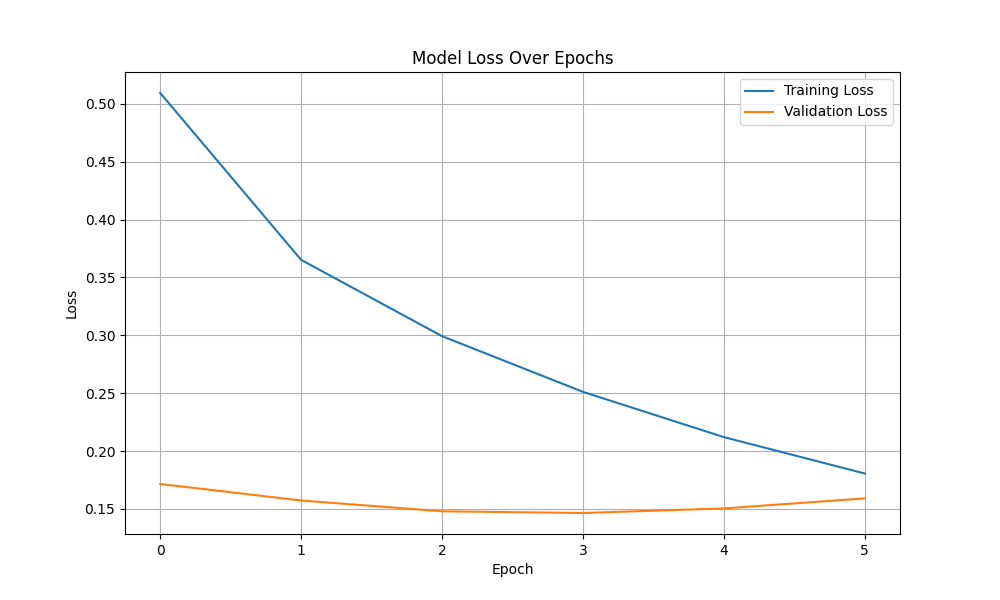 Model Loss Over Epochs
Training Loss
Validation Loss
0.50
0.45
0.40
0.35
0.30
0.25
0.20
0.15
Loss
0 1 2 3 4 5
Epoch